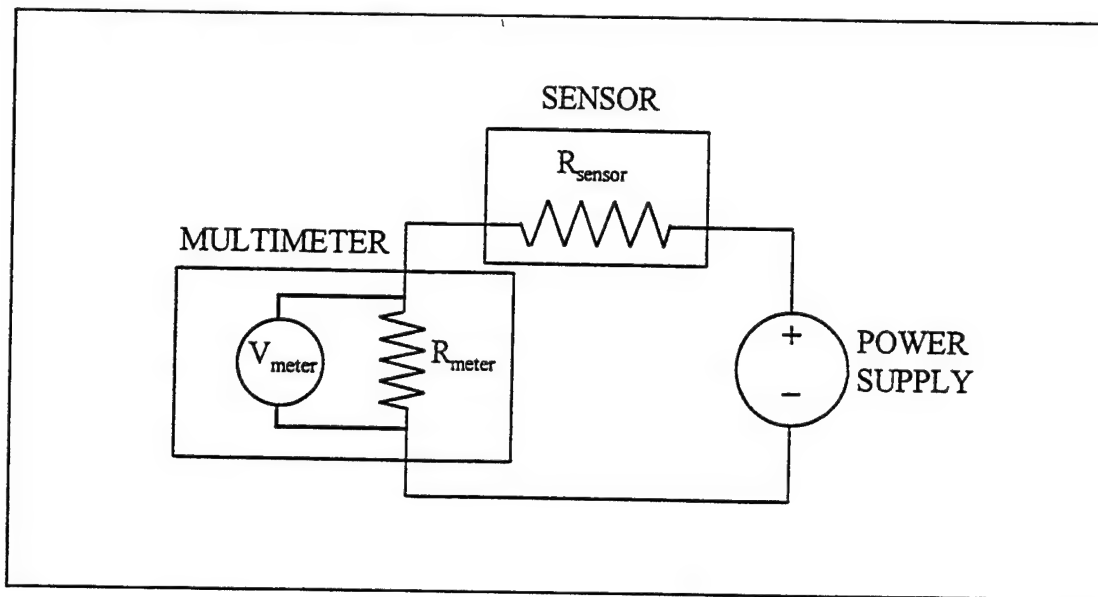 SENSOR
Rsensor
MULTIMETER
Vmeter
Rmeter
+
−
POWER
SUPPLY